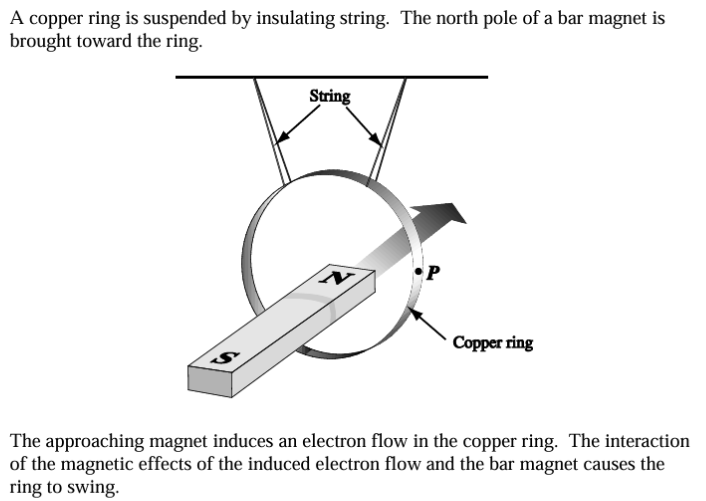 A copper ring is suspended by insulating string.  The north pole of a bar magnet is
brought toward the ring.
String
N
P
Copper ring
S
The approaching magnet induces an electron flow in the copper ring.  The interaction
of the magnetic effects of the induced electron flow and the bar magnet causes the
ring to swing.